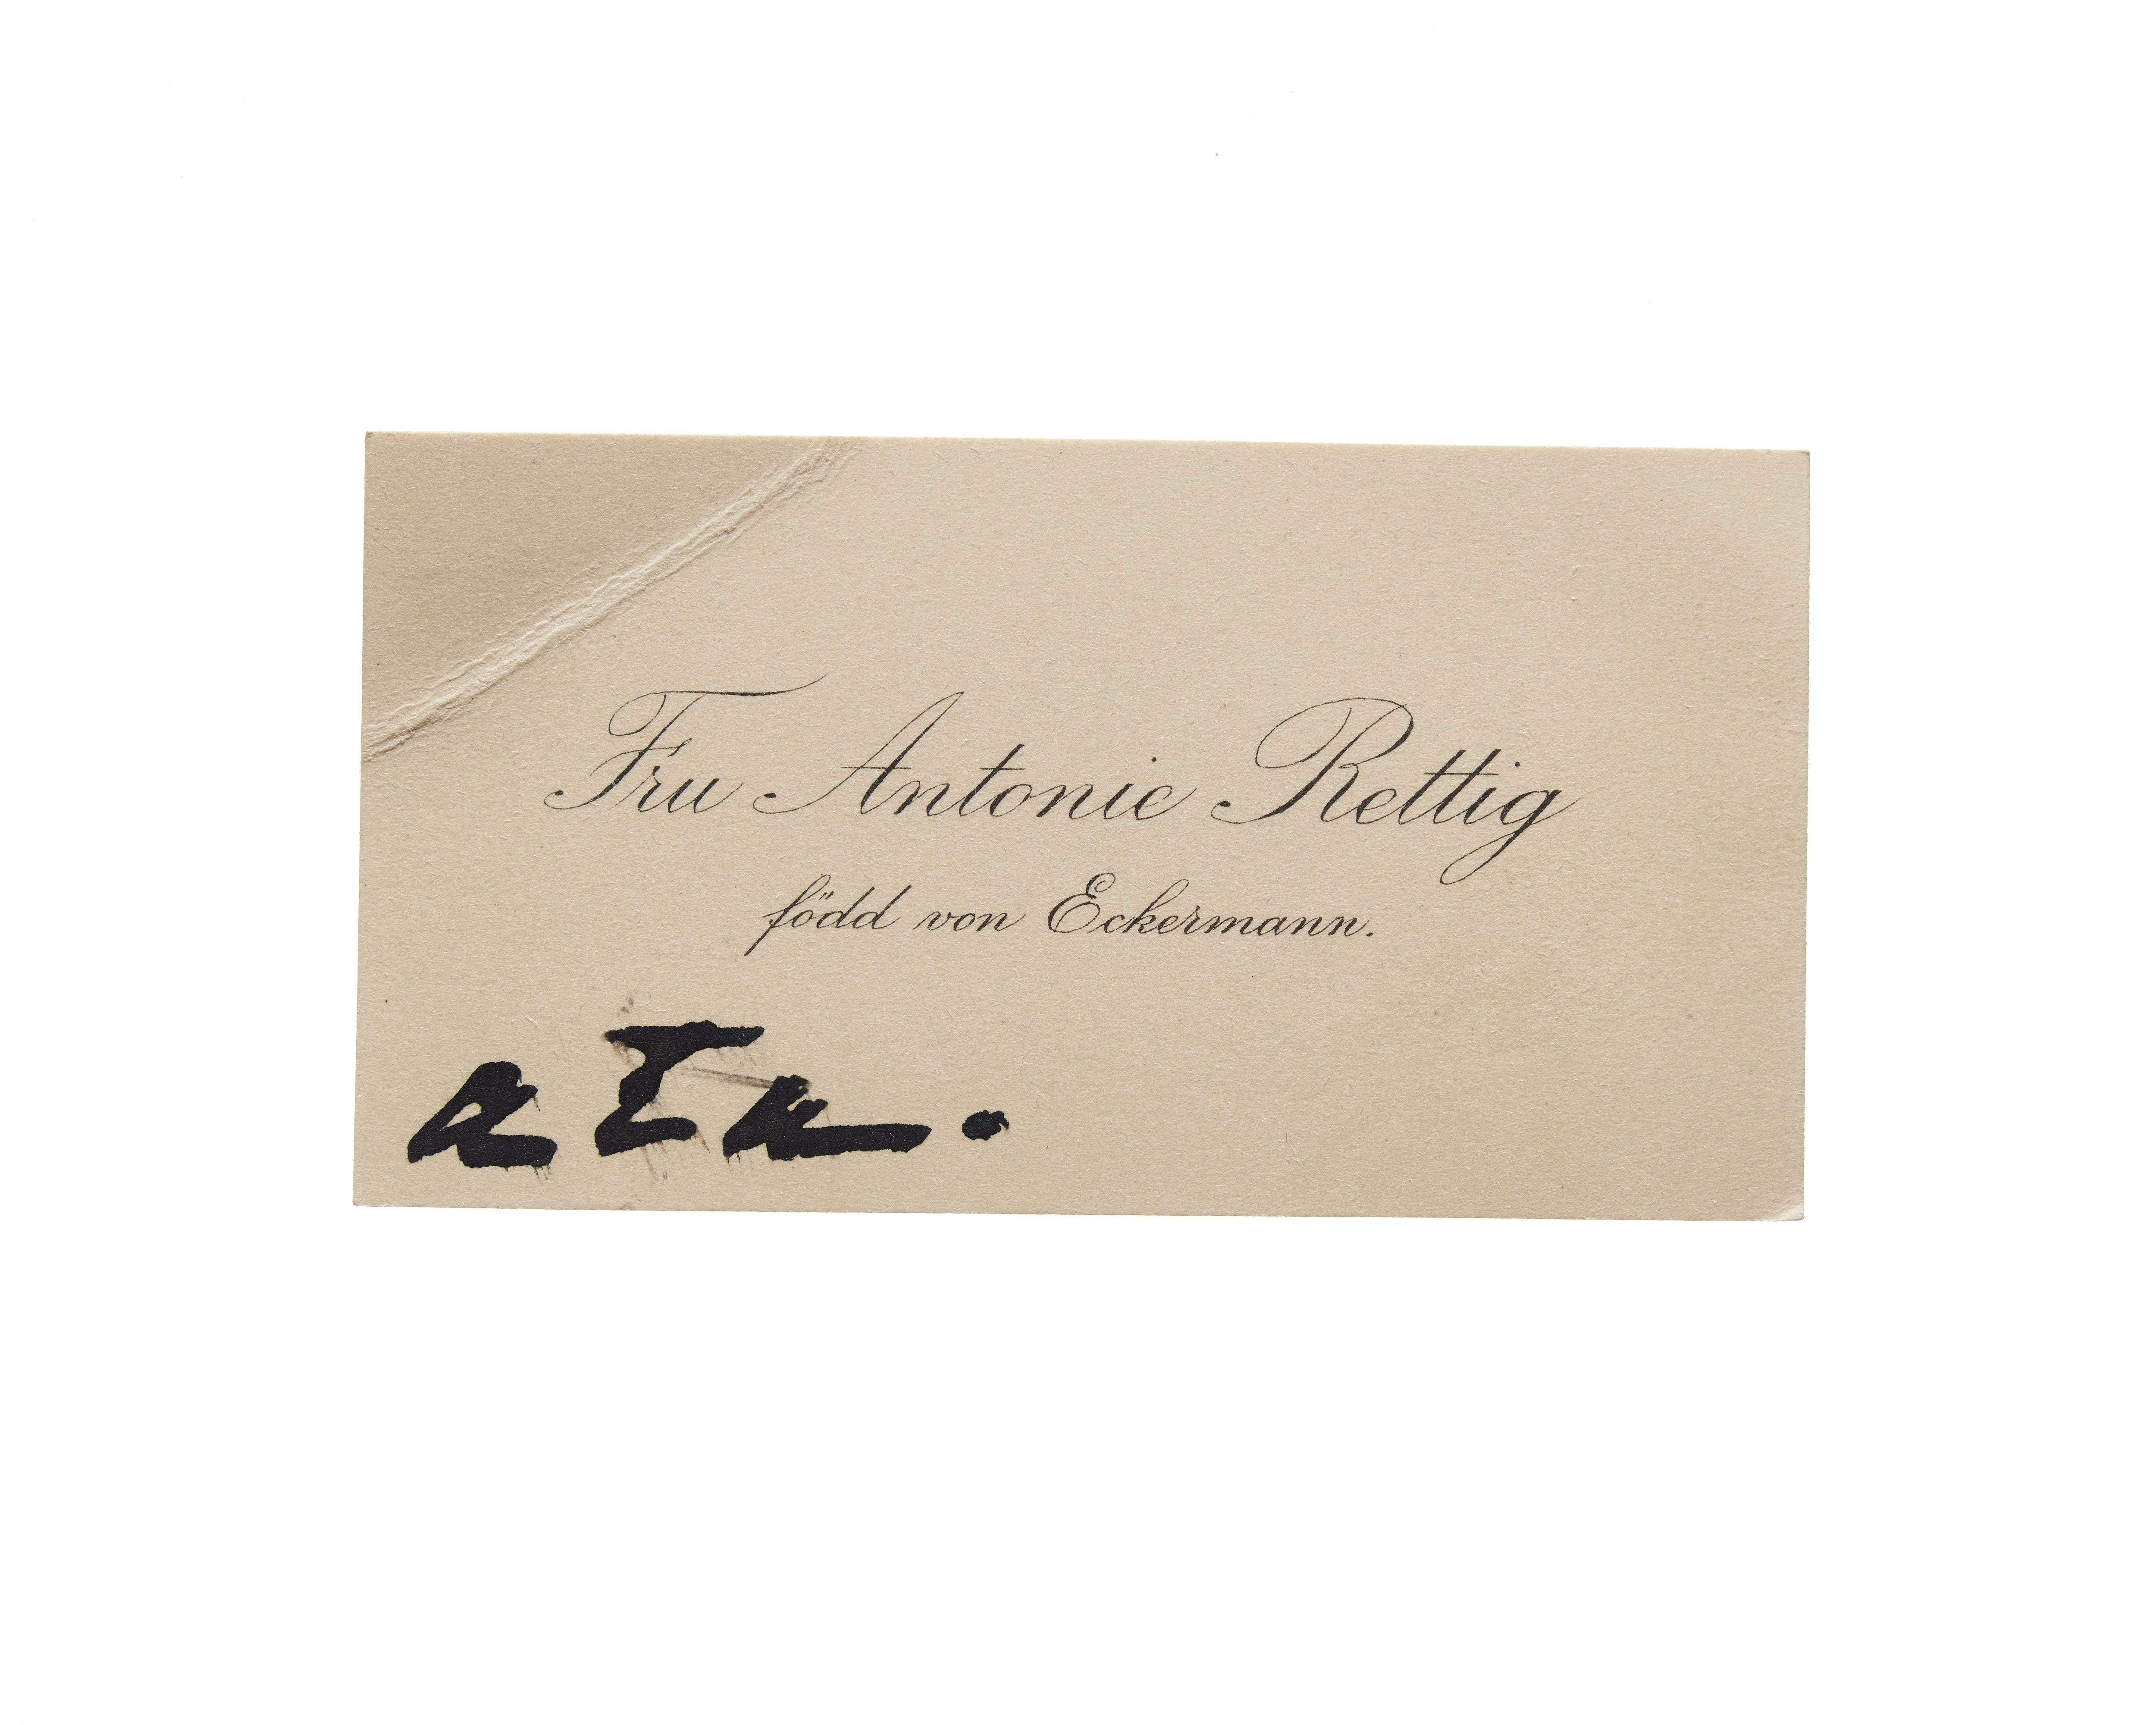 Fru Antonie Rettig
född von Eckermann.